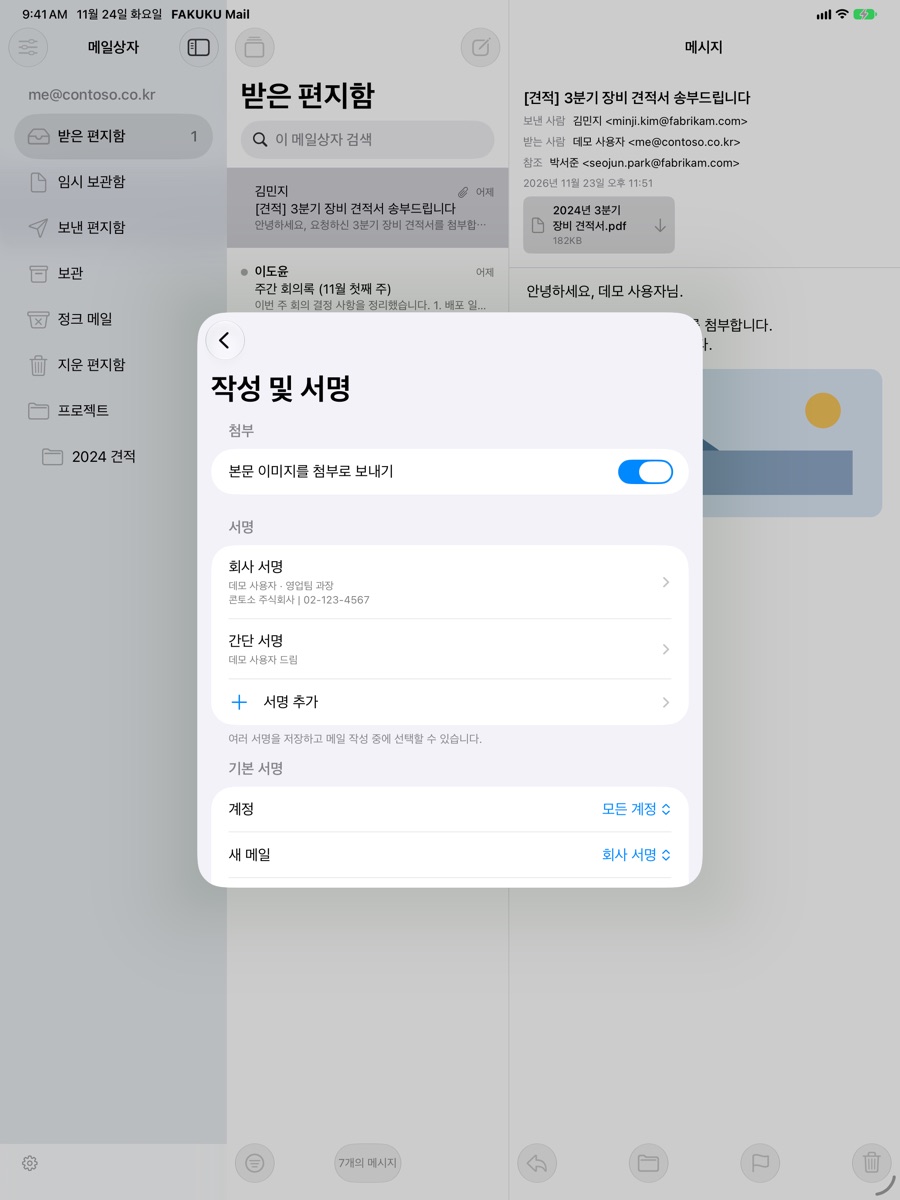 9:41 AM 11월 24일 화요일 FAKUKU Mail
메일상자
me@contoso.co.kr
받은 편지함 1
임시 보관함
보낸 편지함
보관
정크 메일
지운 편지함
프로젝트
2024 견적
받은 편지함
이 메일상자 검색
김민지 어제
[견적] 3분기 장비 견적서 송부드립니다
안녕하세요, 요청하신 3분기 장비 견적서를 첨부합…
이도윤 어제
주간 회의록 (11월 첫째 주)
이번 주 회의 결정 사항을 정리했습니다. 1. 배포 일…
7개의 메시지
메시지
[견적] 3분기 장비 견적서 송부드립니다
보낸 사람 김민지 <minji.kim@fabrikam.com>
받는 사람 데모 사용자 <me@contoso.co.kr>
참조 박서준 <seojun.park@fabrikam.com>
2026년 11월 23일 오후 11:51
2024년 3분기
장비 견적서.pdf
182KB
안녕하세요, 데모 사용자님.
첨부합니다.
작성 및 서명
첨부
본문 이미지를 첨부로 보내기
서명
회사 서명
데모 사용자 · 영업팀 과장
콘토소 주식회사 | 02-123-4567
간단 서명
데모 사용자 드림
서명 추가
여러 서명을 저장하고 메일 작성 중에 선택할 수 있습니다.
기본 서명
계정 모든 계정
새 메일 회사 서명